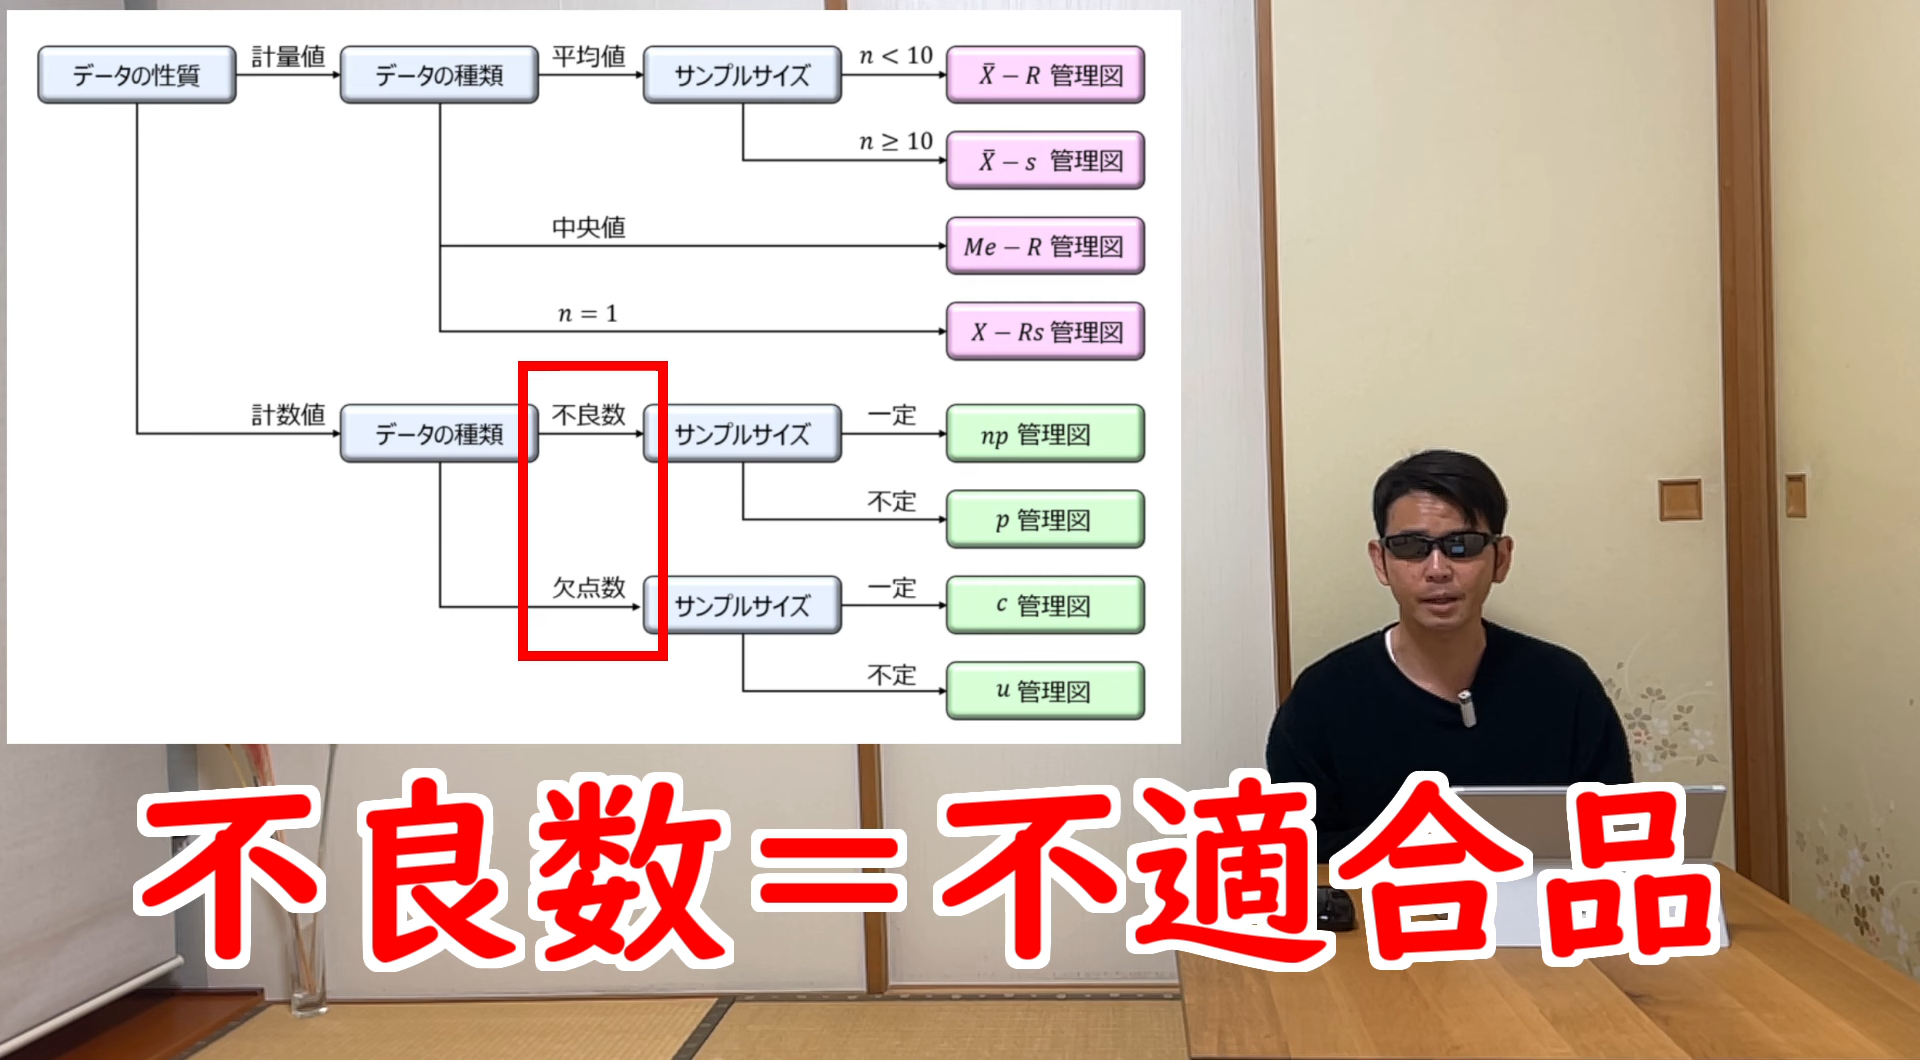 データの性質 計量値 データの種類 平均値 サンプルサイズ n < 10 X̄ − R 管理図
n ≥ 10 X̄ − s 管理図
中央値 Me − R 管理図
n = 1 X − Rs 管理図
計数値 データの種類 不良数 サンプルサイズ 一定 np 管理図
不定 p 管理図
欠点数 サンプルサイズ 一定 c 管理図
不定 u 管理図
不良数＝不適合品